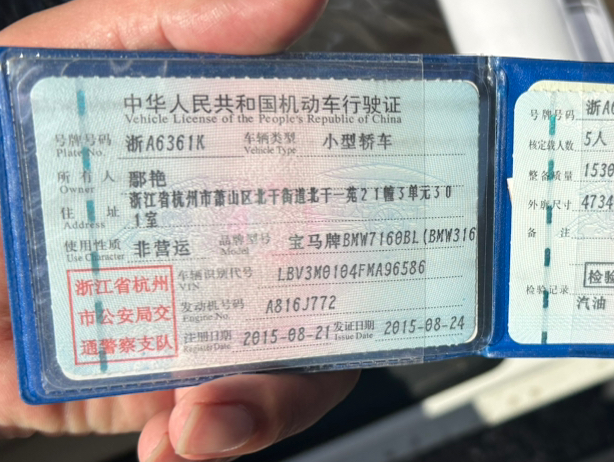 中华人民共和国机动车行驶证
Vehicle License of the People's Republic of China
号牌号码 浙A6361K 车辆类型 小型轿车
Plate No. Vehicle Type
所有人 鄢艳
Owner
住址 浙江省杭州市萧山区北干街道北干一苑21幢3单元30
1室
Address
使用性质 非营运 品牌型号 宝马牌BMW7160BL(BMW316
Use Character Model
浙江省杭州
市公安局交
通警察支队
车辆识别代号 LBV3M0104FMA96586
VIN
发动机号码 A816J772
Engine No.
注册日期 2015-08-21 发证日期 2015-08-24
Register Date Issue Date
号牌号码 浙A6
核定载人数 5人
整备质量 1530
外廓尺寸 4734
备注
检验记录
检验
汽油